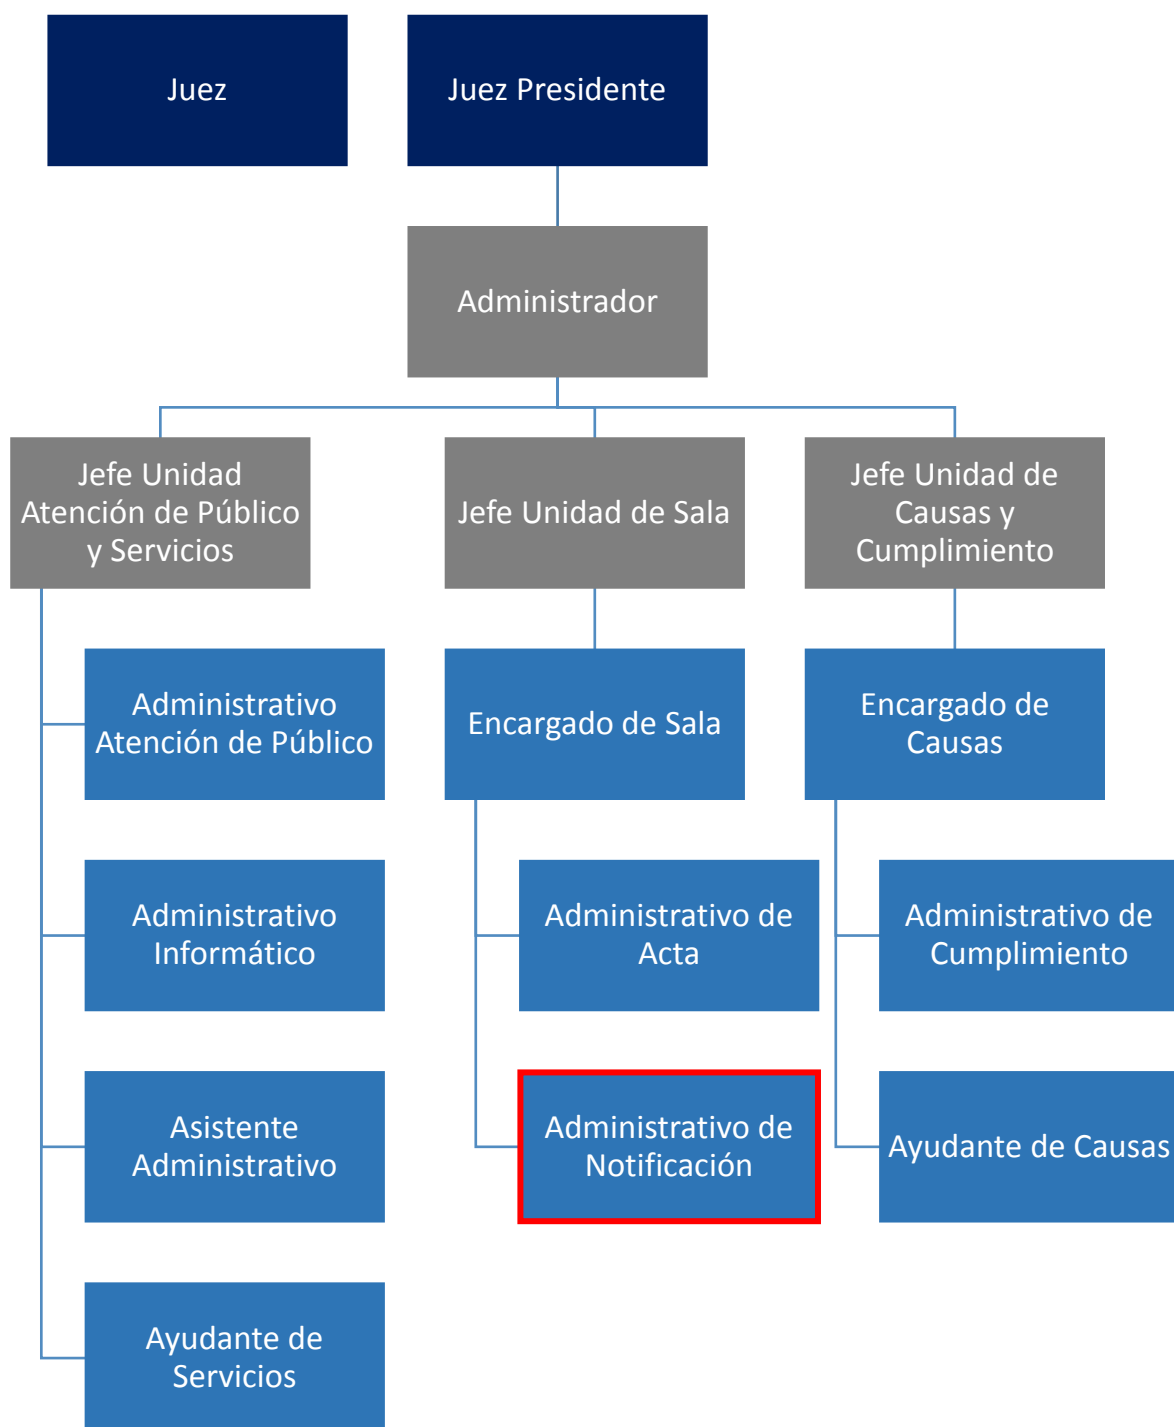 Juez
Juez Presidente
Administrador
Jefe Unidad
Atención de Público
y Servicios
Jefe Unidad de Sala
Jefe Unidad de
Causas y
Cumplimiento
Administrativo
Atención de Público
Encargado de Sala
Encargado de
Causas
Administrativo
Informático
Administrativo de
Acta
Administrativo de
Cumplimiento
Asistente
Administrativo
Administrativo de
Notificación
Ayudante de Causas
Ayudante de
Servicios